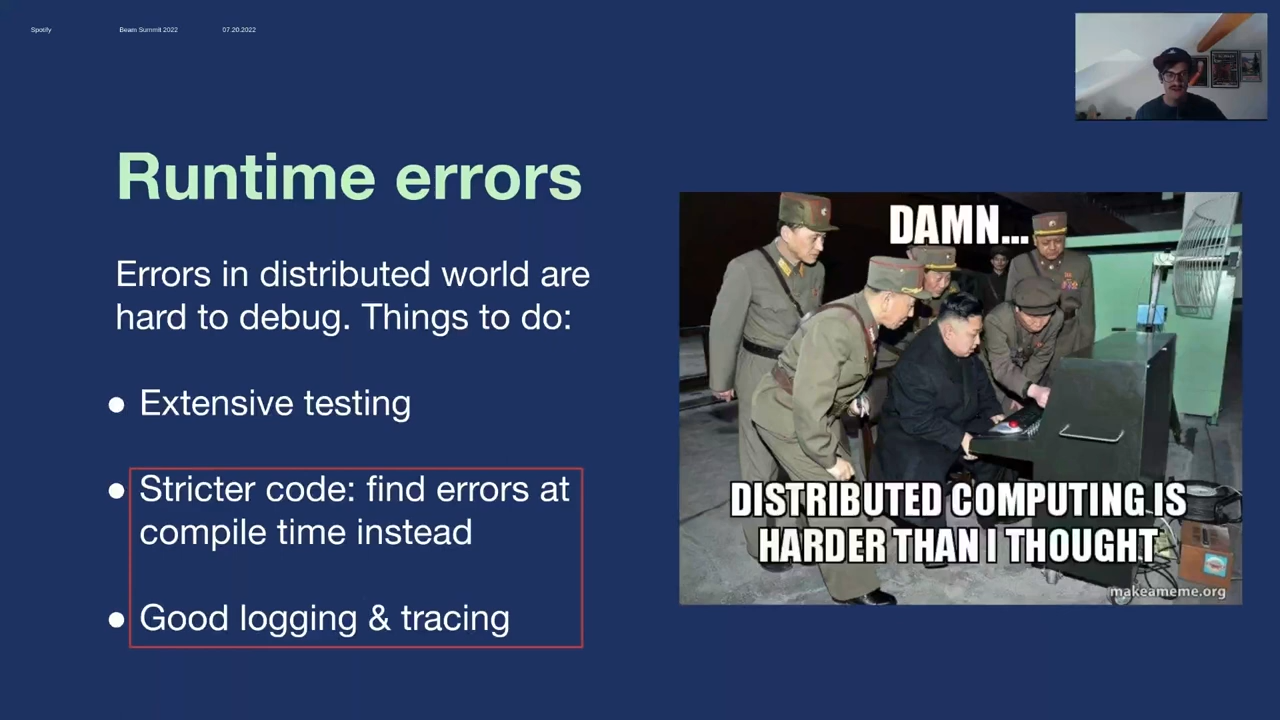 Spotify
Beam Summit 2022
07.20.2022
Runtime errors
Errors in distributed world are
hard to debug. Things to do:
● Extensive testing
● Stricter code: find errors at
compile time instead
● Good logging & tracing
DAMN...
DISTRIBUTED COMPUTING IS
HARDER THAN I THOUGHT
makeameme.org